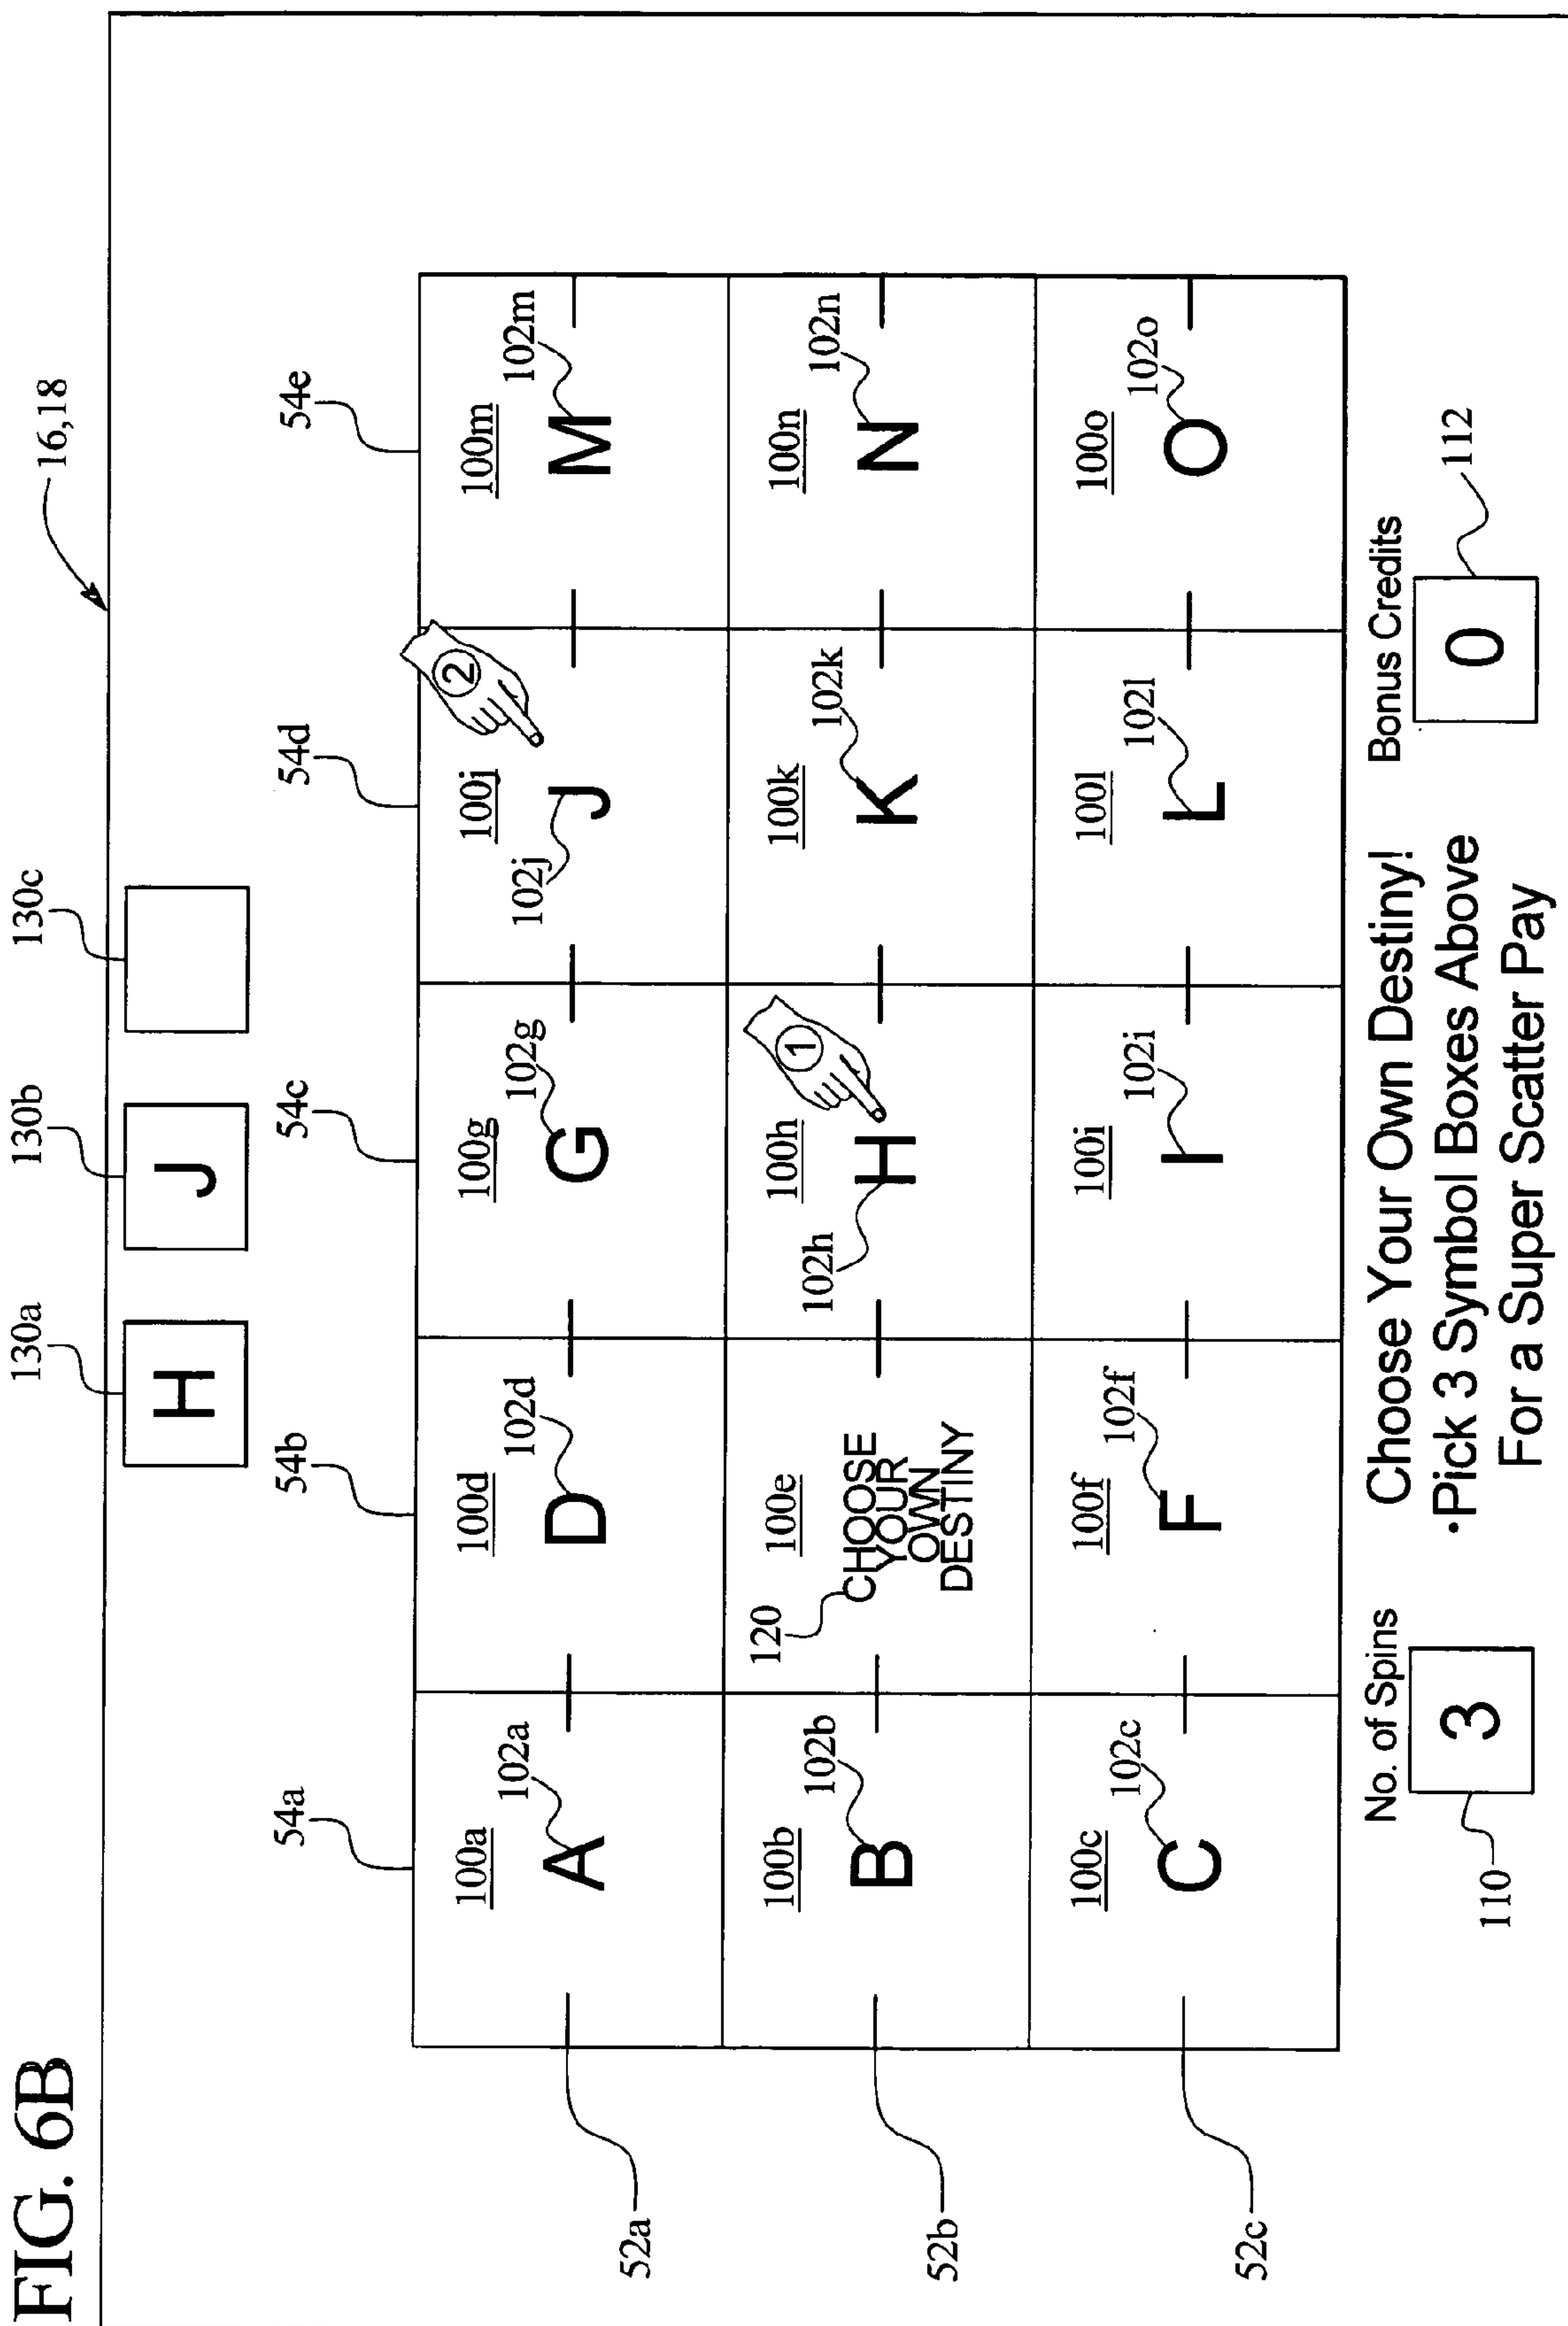 FIG. 6B
16,18
130a
130b
130c
H
J
54a
54b
54c
54d
54e
100a
100d
100g
100j
100m
A
102a
D
102d
G
102g
J
102j
2
M
102m
52a
100b
100e
100h
100k
100n
B
102b
120
CHOOSE
YOUR
OWN
DESTINY
H
102h
1
K
102k
N
102n
52b
100c
100f
100i
100l
100o
C
102c
F
102f
I
102i
L
102l
O
102o
52c
No. of Spins
3
110
Choose Your Own Destiny!
•Pick 3 Symbol Boxes Above
For a Super Scatter Pay
Bonus Credits
0
112